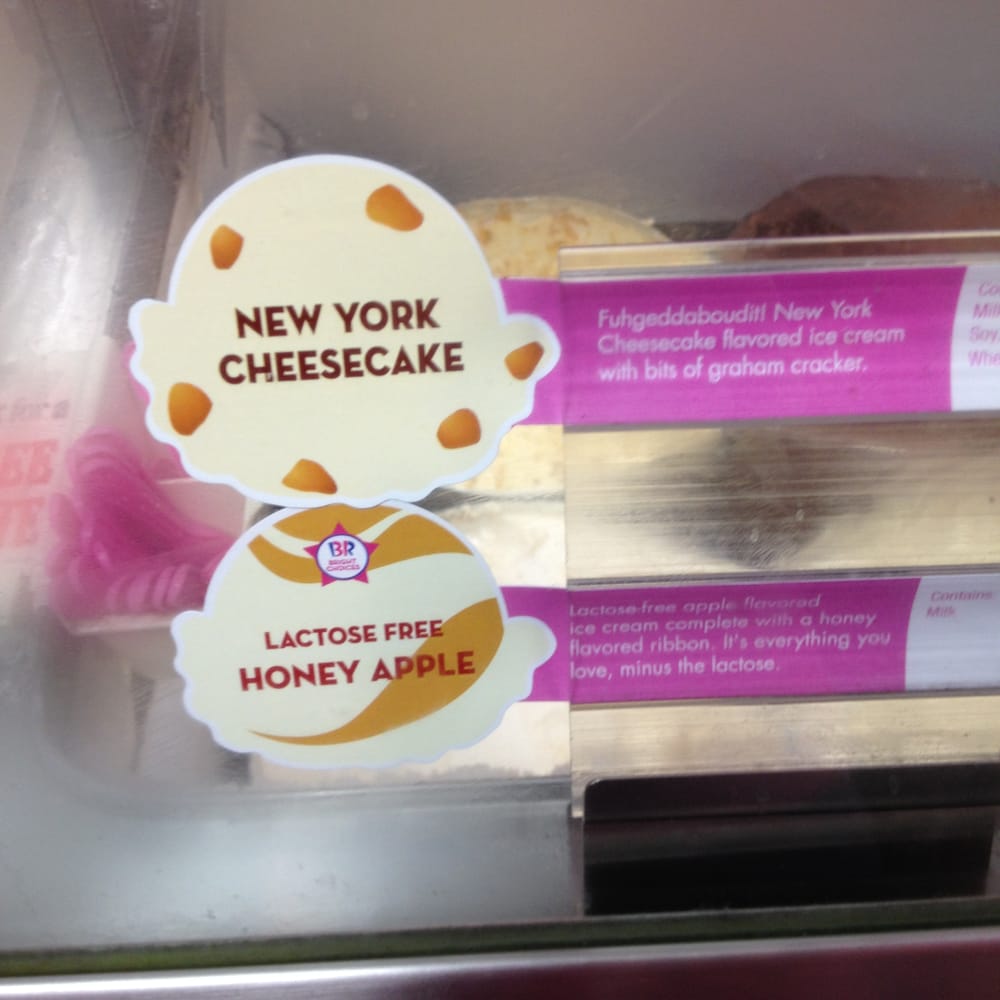 NEW YORK
CHEESECAKE
Fuhgeddaboudit! New York
Cheesecake flavored ice cream
with bits of graham cracker.
BR
BRIGHT
CHOICES
LACTOSE FREE
HONEY APPLE
Lactose-free apple flavored
ice cream complete with a honey
flavored ribbon. It's everything you
love, minus the lactose.
Contains:
Milk